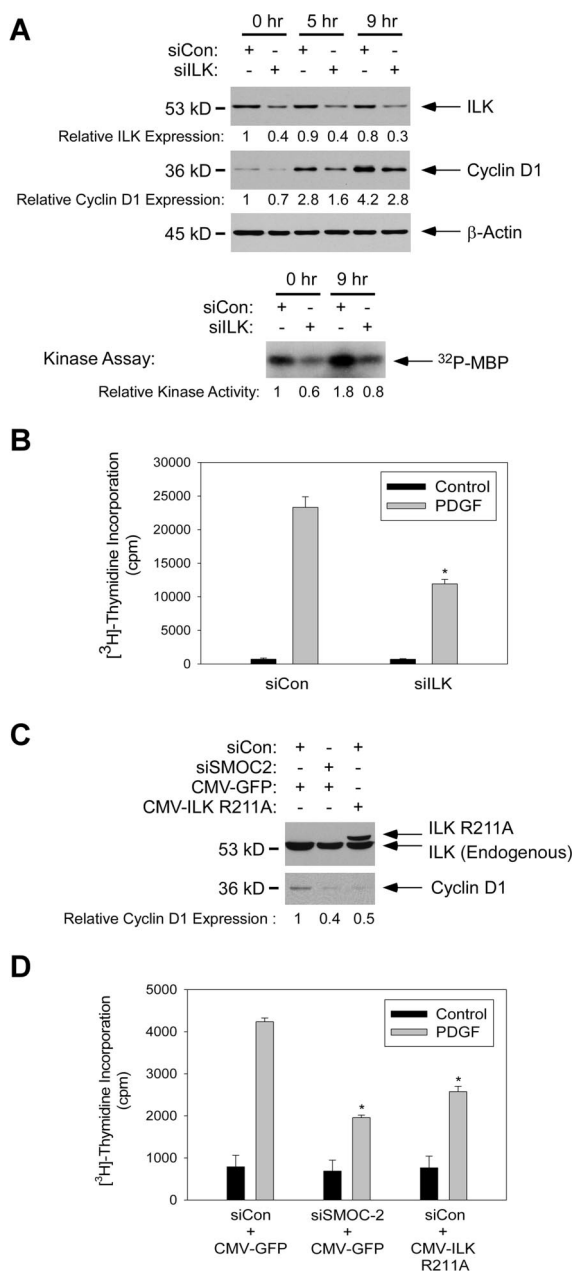 A
0 hr 5 hr 9 hr
siCon: + - + - + -
siILK: - + - + - +
53 kD ILK
Relative ILK Expression: 1 0.4 0.9 0.4 0.8 0.3
36 kD Cyclin D1
Relative Cyclin D1 Expression: 1 0.7 2.8 1.6 4.2 2.8
45 kD β-Actin
0 hr 9 hr
siCon: + - + -
siILK: - + - +
Kinase Assay: 32P-MBP
Relative Kinase Activity: 1 0.6 1.8 0.8
B
[3H]-Thymidine Incorporation
(cpm)
30000
25000
20000
15000
10000
5000
0
Control
PDGF
*
siCon siILK
C
siCon: + - +
siSMOC2: - + -
CMV-GFP: + + -
CMV-ILK R211A: - - +
ILK R211A
53 kD ILK (Endogenous)
36 kD Cyclin D1
Relative Cyclin D1 Expression : 1 0.4 0.5
D
[3H]-Thymidine Incorporation
(cpm)
5000
4000
3000
2000
1000
0
Control
PDGF
* *
siCon siSMOC-2 siCon
+ + +
CMV-GFP CMV-GFP CMV-ILK
R211A